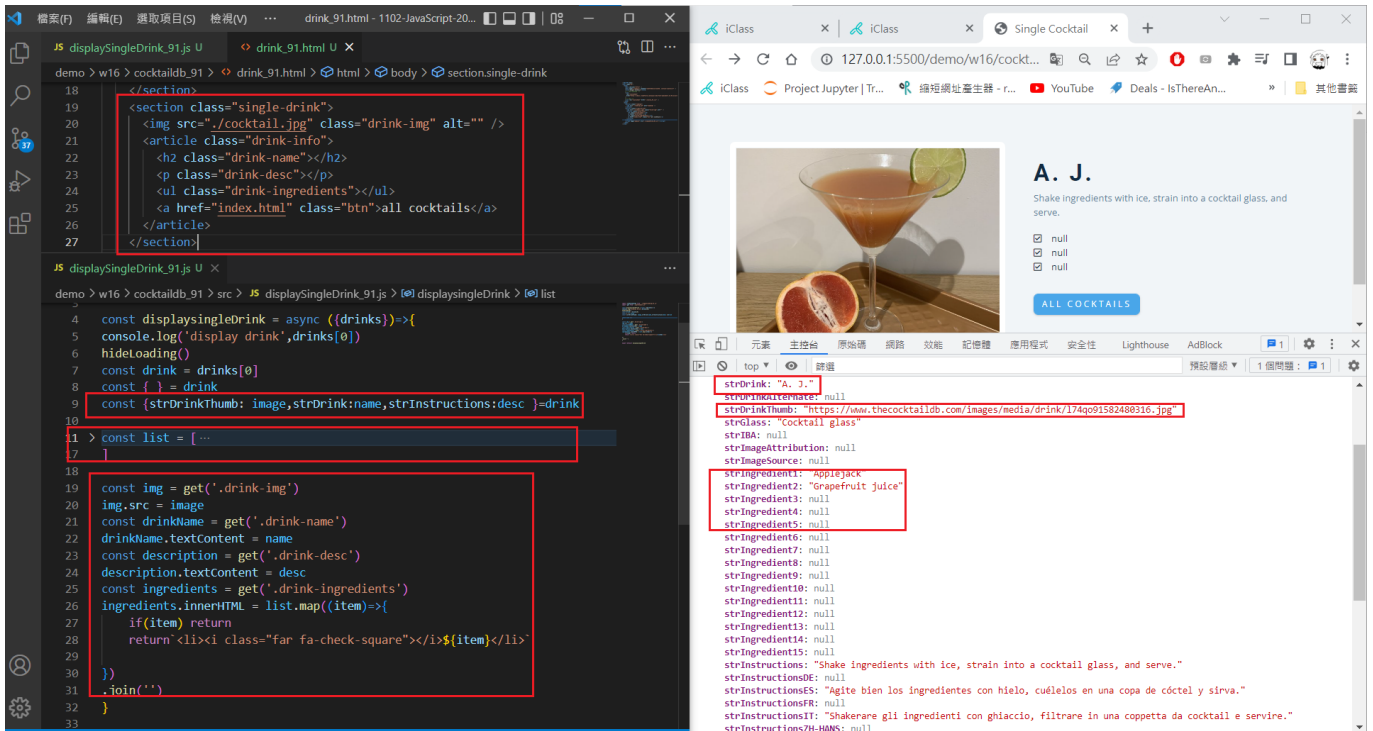 檔案(F) 編輯(E) 選取項目(S) 檢視(V) ··· drink_91.html - 1102-JavaScript-20...
JS displaySingleDrink_91.js U <> drink_91.html U
demo > w16 > cocktaildb_91 > <> drink_91.html > html > body > section.single-drink
18 </section>
19 <section class="single-drink">
20 <img src="./cocktail.jpg" class="drink-img" alt="" />
21 <article class="drink-info">
22 <h2 class="drink-name"></h2>
23 <p class="drink-desc"></p>
24 <ul class="drink-ingredients"></ul>
25 <a href="index.html" class="btn">all cocktails</a>
26 </article>
27 </section>
37
JS displaySingleDrink_91.js U
demo > w16 > cocktaildb_91 > src > JS displaySingleDrink_91.js > displaysingleDrink > list
4 const displaysingleDrink = async ({drinks})=>{
5 console.log('display drink',drinks[0])
6 hideLoading()
7 const drink = drinks[0]
8 const { } = drink
9 const {strDrinkThumb: image,strDrink:name,strInstructions:desc }=drink
10
11 > const list = [ ···
17 ]
18
19 const img = get('.drink-img')
20 img.src = image
21 const drinkName = get('.drink-name')
22 drinkName.textContent = name
23 const description = get('.drink-desc')
24 description.textContent = desc
25 const ingredients = get('.drink-ingredients')
26 ingredients.innerHTML = list.map((item)=>{
27 if(item) return
28 return`<li><i class="far fa-check-square"></i>${item}</li>`
29
30 })
31 .join('')
32 }
33
iClass iClass Single Cocktail
127.0.0.1:5500/demo/w16/cockt...
iClass Project Jupyter | Tr... 縮短網址產生器 - r... YouTube Deals - IsThereAn... » 其他書籤
A. J.
Shake ingredients with ice, strain into a cocktail glass, and
serve.
null
null
null
ALL COCKTAILS
元素 主控台 原始碼 網路 效能 記憶體 應用程式 安全性 Lighthouse AdBlock 1
top ▼ 篩選 預設層級 ▼ 1 個問題： 1
strDrink: "A. J."
strDrinkAlternate: null
strDrinkThumb: "https://www.thecocktaildb.com/images/media/drink/l74qo91582480316.jpg"
strGlass: "Cocktail glass"
strIBA: null
strImageAttribution: null
strImageSource: null
strIngredient1: "Applejack"
strIngredient2: "Grapefruit juice"
strIngredient3: null
strIngredient4: null
strIngredient5: null
strIngredient6: null
strIngredient7: null
strIngredient8: null
strIngredient9: null
strIngredient10: null
strIngredient11: null
strIngredient12: null
strIngredient13: null
strIngredient14: null
strIngredient15: null
strInstructions: "Shake ingredients with ice, strain into a cocktail glass, and serve."
strInstructionsDE: null
strInstructionsES: "Agite bien los ingredientes con hielo, cuélelos en una copa de cóctel y sirva."
strInstructionsFR: null
strInstructionsIT: "Shakerare gli ingredienti con ghiaccio, filtrare in una coppetta da cocktail e servire."
strInstructionsZH-HANS: null